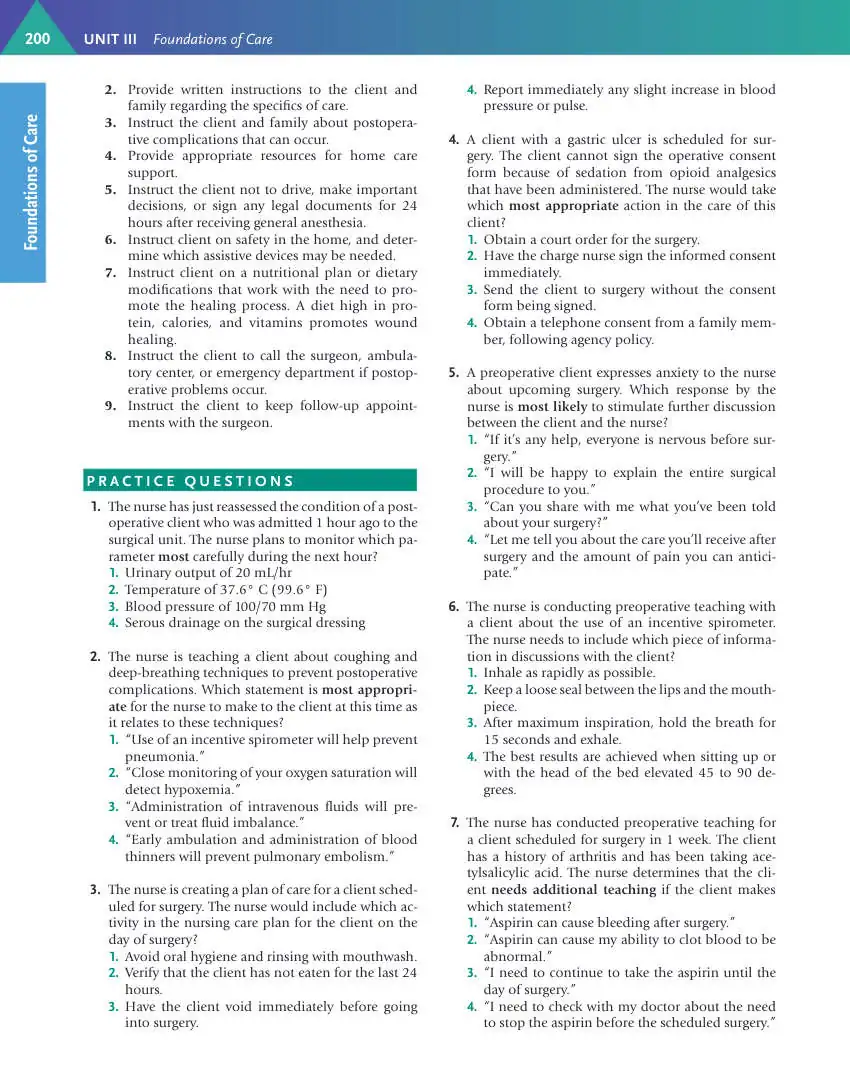 200 UNIT III Foundations of Care
Foundations of Care
2. Provide written instructions to the client and
family regarding the specifics of care.
3. Instruct the client and family about postopera-
tive complications that can occur.
4. Provide appropriate resources for home care
support.
5. Instruct the client not to drive, make important
decisions, or sign any legal documents for 24
hours after receiving general anesthesia.
6. Instruct client on safety in the home, and deter-
mine which assistive devices may be needed.
7. Instruct client on a nutritional plan or dietary
modifications that work with the need to pro-
mote the healing process. A diet high in pro-
tein, calories, and vitamins promotes wound
healing.
8. Instruct the client to call the surgeon, ambula-
tory center, or emergency department if postop-
erative problems occur.
9. Instruct the client to keep follow-up appoint-
ments with the surgeon.
PRACTICE QUESTIONS
1. The nurse has just reassessed the condition of a post-
operative client who was admitted 1 hour ago to the
surgical unit. The nurse plans to monitor which pa-
rameter most carefully during the next hour?
1. Urinary output of 20 mL/hr
2. Temperature of 37.6° C (99.6° F)
3. Blood pressure of 100/70 mm Hg
4. Serous drainage on the surgical dressing
2. The nurse is teaching a client about coughing and
deep-breathing techniques to prevent postoperative
complications. Which statement is most appropri-
ate for the nurse to make to the client at this time as
it relates to these techniques?
1. “Use of an incentive spirometer will help prevent
pneumonia.”
2. “Close monitoring of your oxygen saturation will
detect hypoxemia.”
3. “Administration of intravenous fluids will pre-
vent or treat fluid imbalance.”
4. “Early ambulation and administration of blood
thinners will prevent pulmonary embolism.”
3. The nurse is creating a plan of care for a client sched-
uled for surgery. The nurse would include which ac-
tivity in the nursing care plan for the client on the
day of surgery?
1. Avoid oral hygiene and rinsing with mouthwash.
2. Verify that the client has not eaten for the last 24
hours.
3. Have the client void immediately before going
into surgery.
4. Report immediately any slight increase in blood
pressure or pulse.
4. A client with a gastric ulcer is scheduled for sur-
gery. The client cannot sign the operative consent
form because of sedation from opioid analgesics
that have been administered. The nurse would take
which most appropriate action in the care of this
client?
1. Obtain a court order for the surgery.
2. Have the charge nurse sign the informed consent
immediately.
3. Send the client to surgery without the consent
form being signed.
4. Obtain a telephone consent from a family mem-
ber, following agency policy.
5. A preoperative client expresses anxiety to the nurse
about upcoming surgery. Which response by the
nurse is most likely to stimulate further discussion
between the client and the nurse?
1. “If it’s any help, everyone is nervous before sur-
gery.”
2. “I will be happy to explain the entire surgical
procedure to you.”
3. “Can you share with me what you’ve been told
about your surgery?”
4. “Let me tell you about the care you’ll receive after
surgery and the amount of pain you can antici-
pate.”
6. The nurse is conducting preoperative teaching with
a client about the use of an incentive spirometer.
The nurse needs to include which piece of informa-
tion in discussions with the client?
1. Inhale as rapidly as possible.
2. Keep a loose seal between the lips and the mouth-
piece.
3. After maximum inspiration, hold the breath for
15 seconds and exhale.
4. The best results are achieved when sitting up or
with the head of the bed elevated 45 to 90 de-
grees.
7. The nurse has conducted preoperative teaching for
a client scheduled for surgery in 1 week. The client
has a history of arthritis and has been taking ace-
tylsalicylic acid. The nurse determines that the cli-
ent needs additional teaching if the client makes
which statement?
1. “Aspirin can cause bleeding after surgery.”
2. “Aspirin can cause my ability to clot blood to be
abnormal.”
3. “I need to continue to take the aspirin until the
day of surgery.”
4. “I need to check with my doctor about the need
to stop the aspirin before the scheduled surgery.”